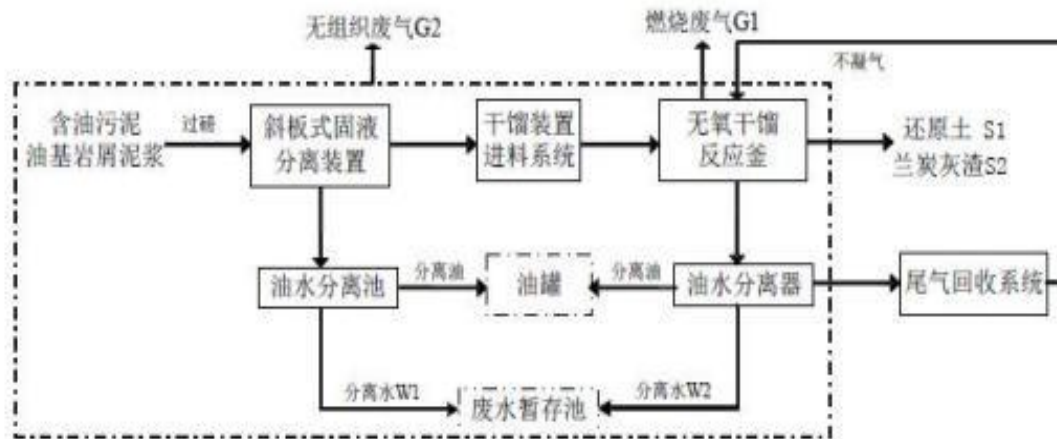 无组织废气G2
燃烧废气G1
不凝气
含油污泥
油基岩屑泥浆
过磅
斜板式固液
分离装置
干馏装置
进料系统
无氧干馏
反应釜
还原土 S1
兰炭灰渣S2
油水分离池
分离油
油罐
分离油
油水分离器
尾气回收系统
分离水W1
废水暂存池
分离水W2